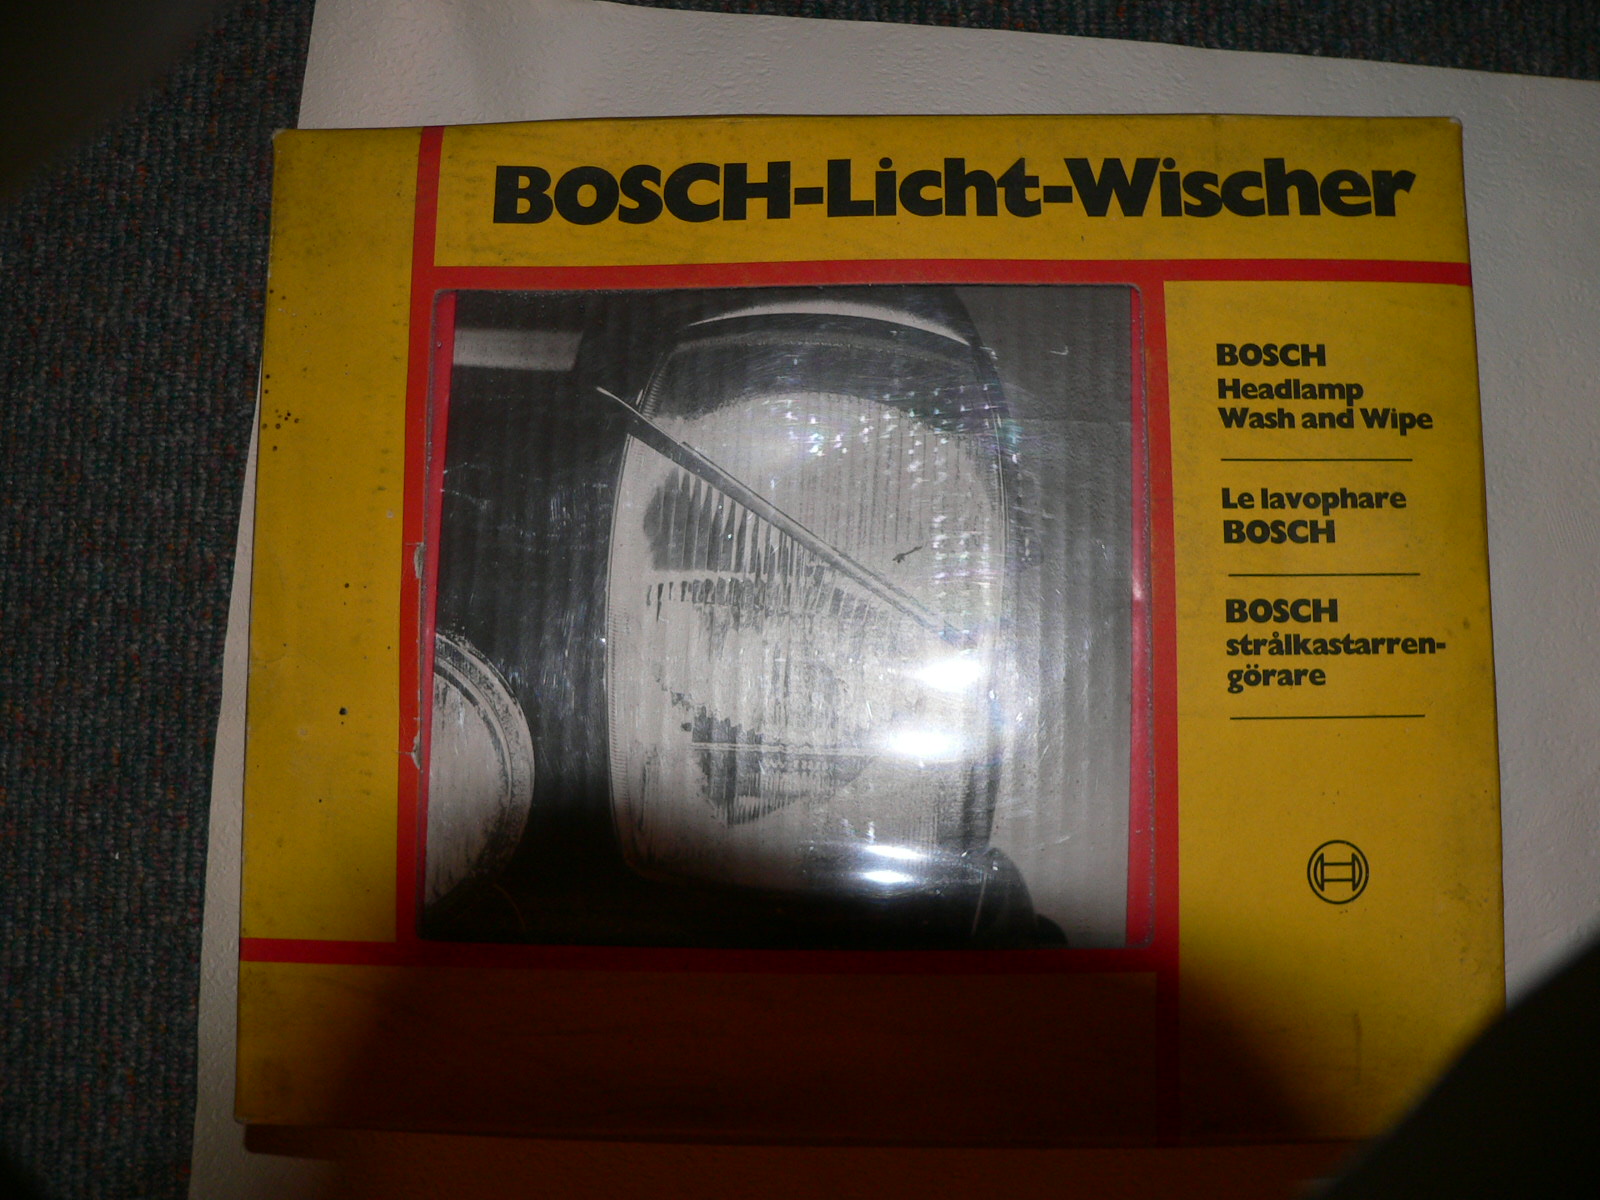 BOSCH-Licht-Wischer
BOSCH
Headlamp
Wash and Wipe
Le lavophare
BOSCH
BOSCH
strålkastarren-
görare